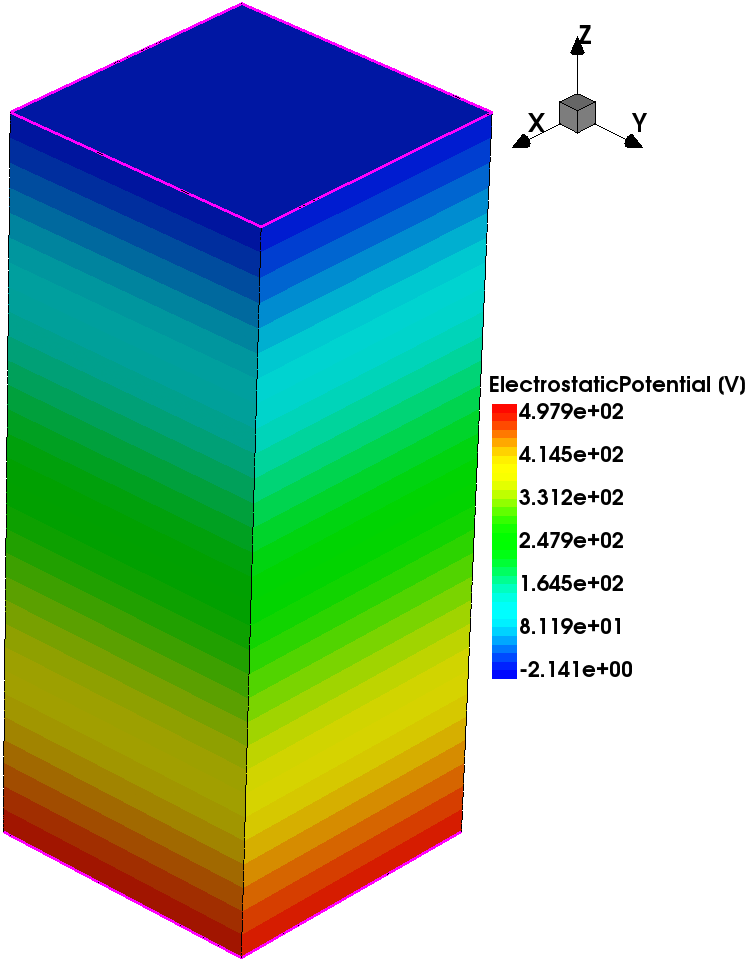 Z
X
Y
ElectrostaticPotential (V)
4.979e+02
4.145e+02
3.312e+02
2.479e+02
1.645e+02
8.119e+01
-2.141e+00